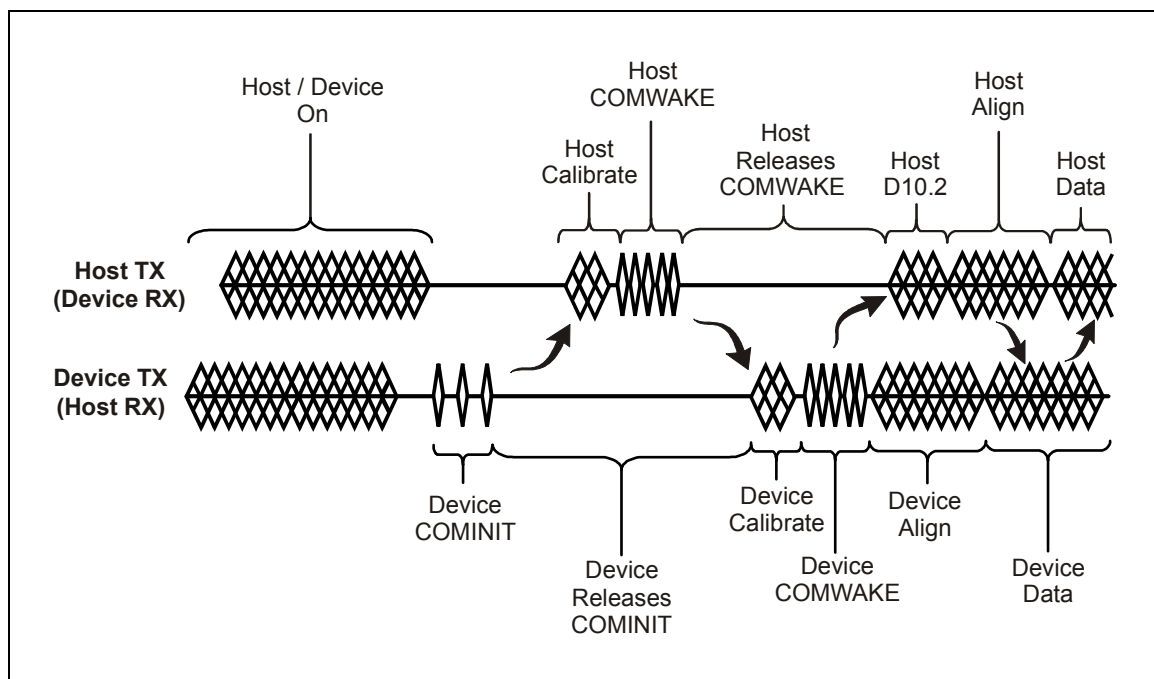 Host / Device
On
Host
COMWAKE
Host
Calibrate
Host
Releases
COMWAKE
Host
D10.2
Host
Align
Host
Data
Host TX
(Device RX)
Device TX
(Host RX)
Device
COMINIT
Device
Releases
COMINIT
Device
Calibrate
Device
COMWAKE
Device
Align
Device
Data